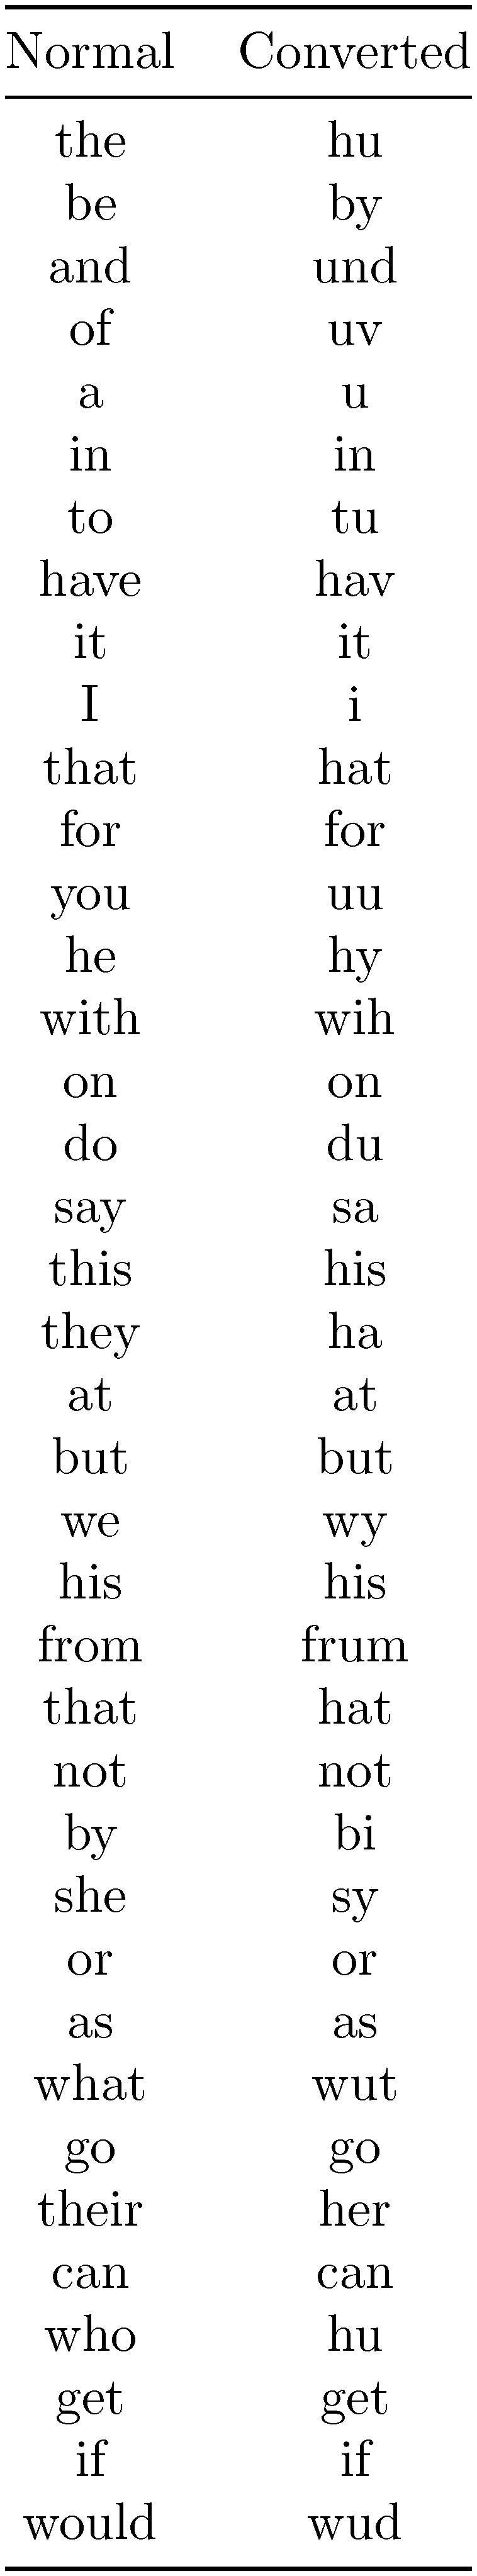 Normal Converted
the hu
be by
and und
of uv
a u
in in
to tu
have hav
it it
I i
that hat
for for
you uu
he hy
with wih
on on
do du
say sa
this his
they ha
at at
but but
we wy
his his
from frum
that hat
not not
by bi
she sy
or or
as as
what wut
go go
their her
can can
who hu
get get
if if
would wud